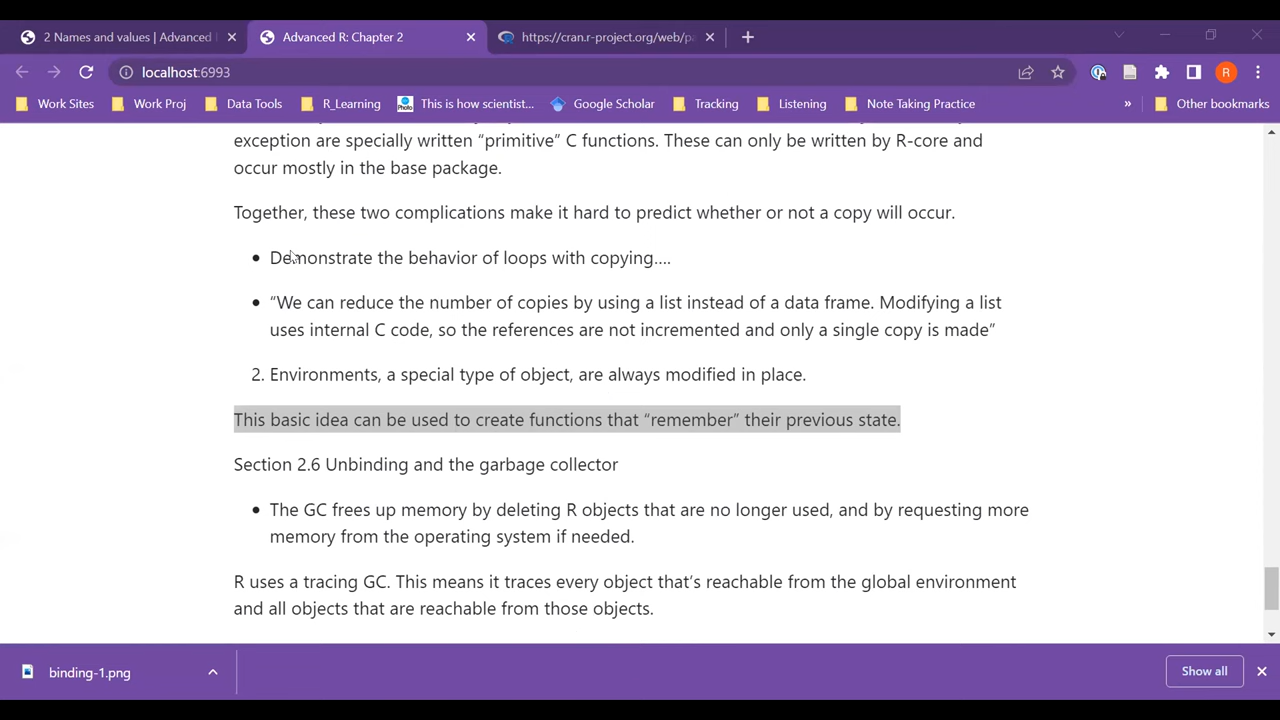 2 Names and values | Advanced
Advanced R: Chapter 2
https://cran.r-project.org/web/pa
localhost:6993
R
Work Sites
Work Proj
Data Tools
R_Learning
Photo
This is how scientist...
Google Scholar
Tracking
Listening
Note Taking Practice
»
Other bookmarks
exception are specially written “primitive” C functions. These can only be written by R-core and
occur mostly in the base package.
Together, these two complications make it hard to predict whether or not a copy will occur.
• Demonstrate the behavior of loops with copying….
• “We can reduce the number of copies by using a list instead of a data frame. Modifying a list
uses internal C code, so the references are not incremented and only a single copy is made”
2. Environments, a special type of object, are always modified in place.
This basic idea can be used to create functions that “remember” their previous state.
Section 2.6 Unbinding and the garbage collector
• The GC frees up memory by deleting R objects that are no longer used, and by requesting more
memory from the operating system if needed.
R uses a tracing GC. This means it traces every object that’s reachable from the global environment
and all objects that are reachable from those objects.
binding-1.png
Show all